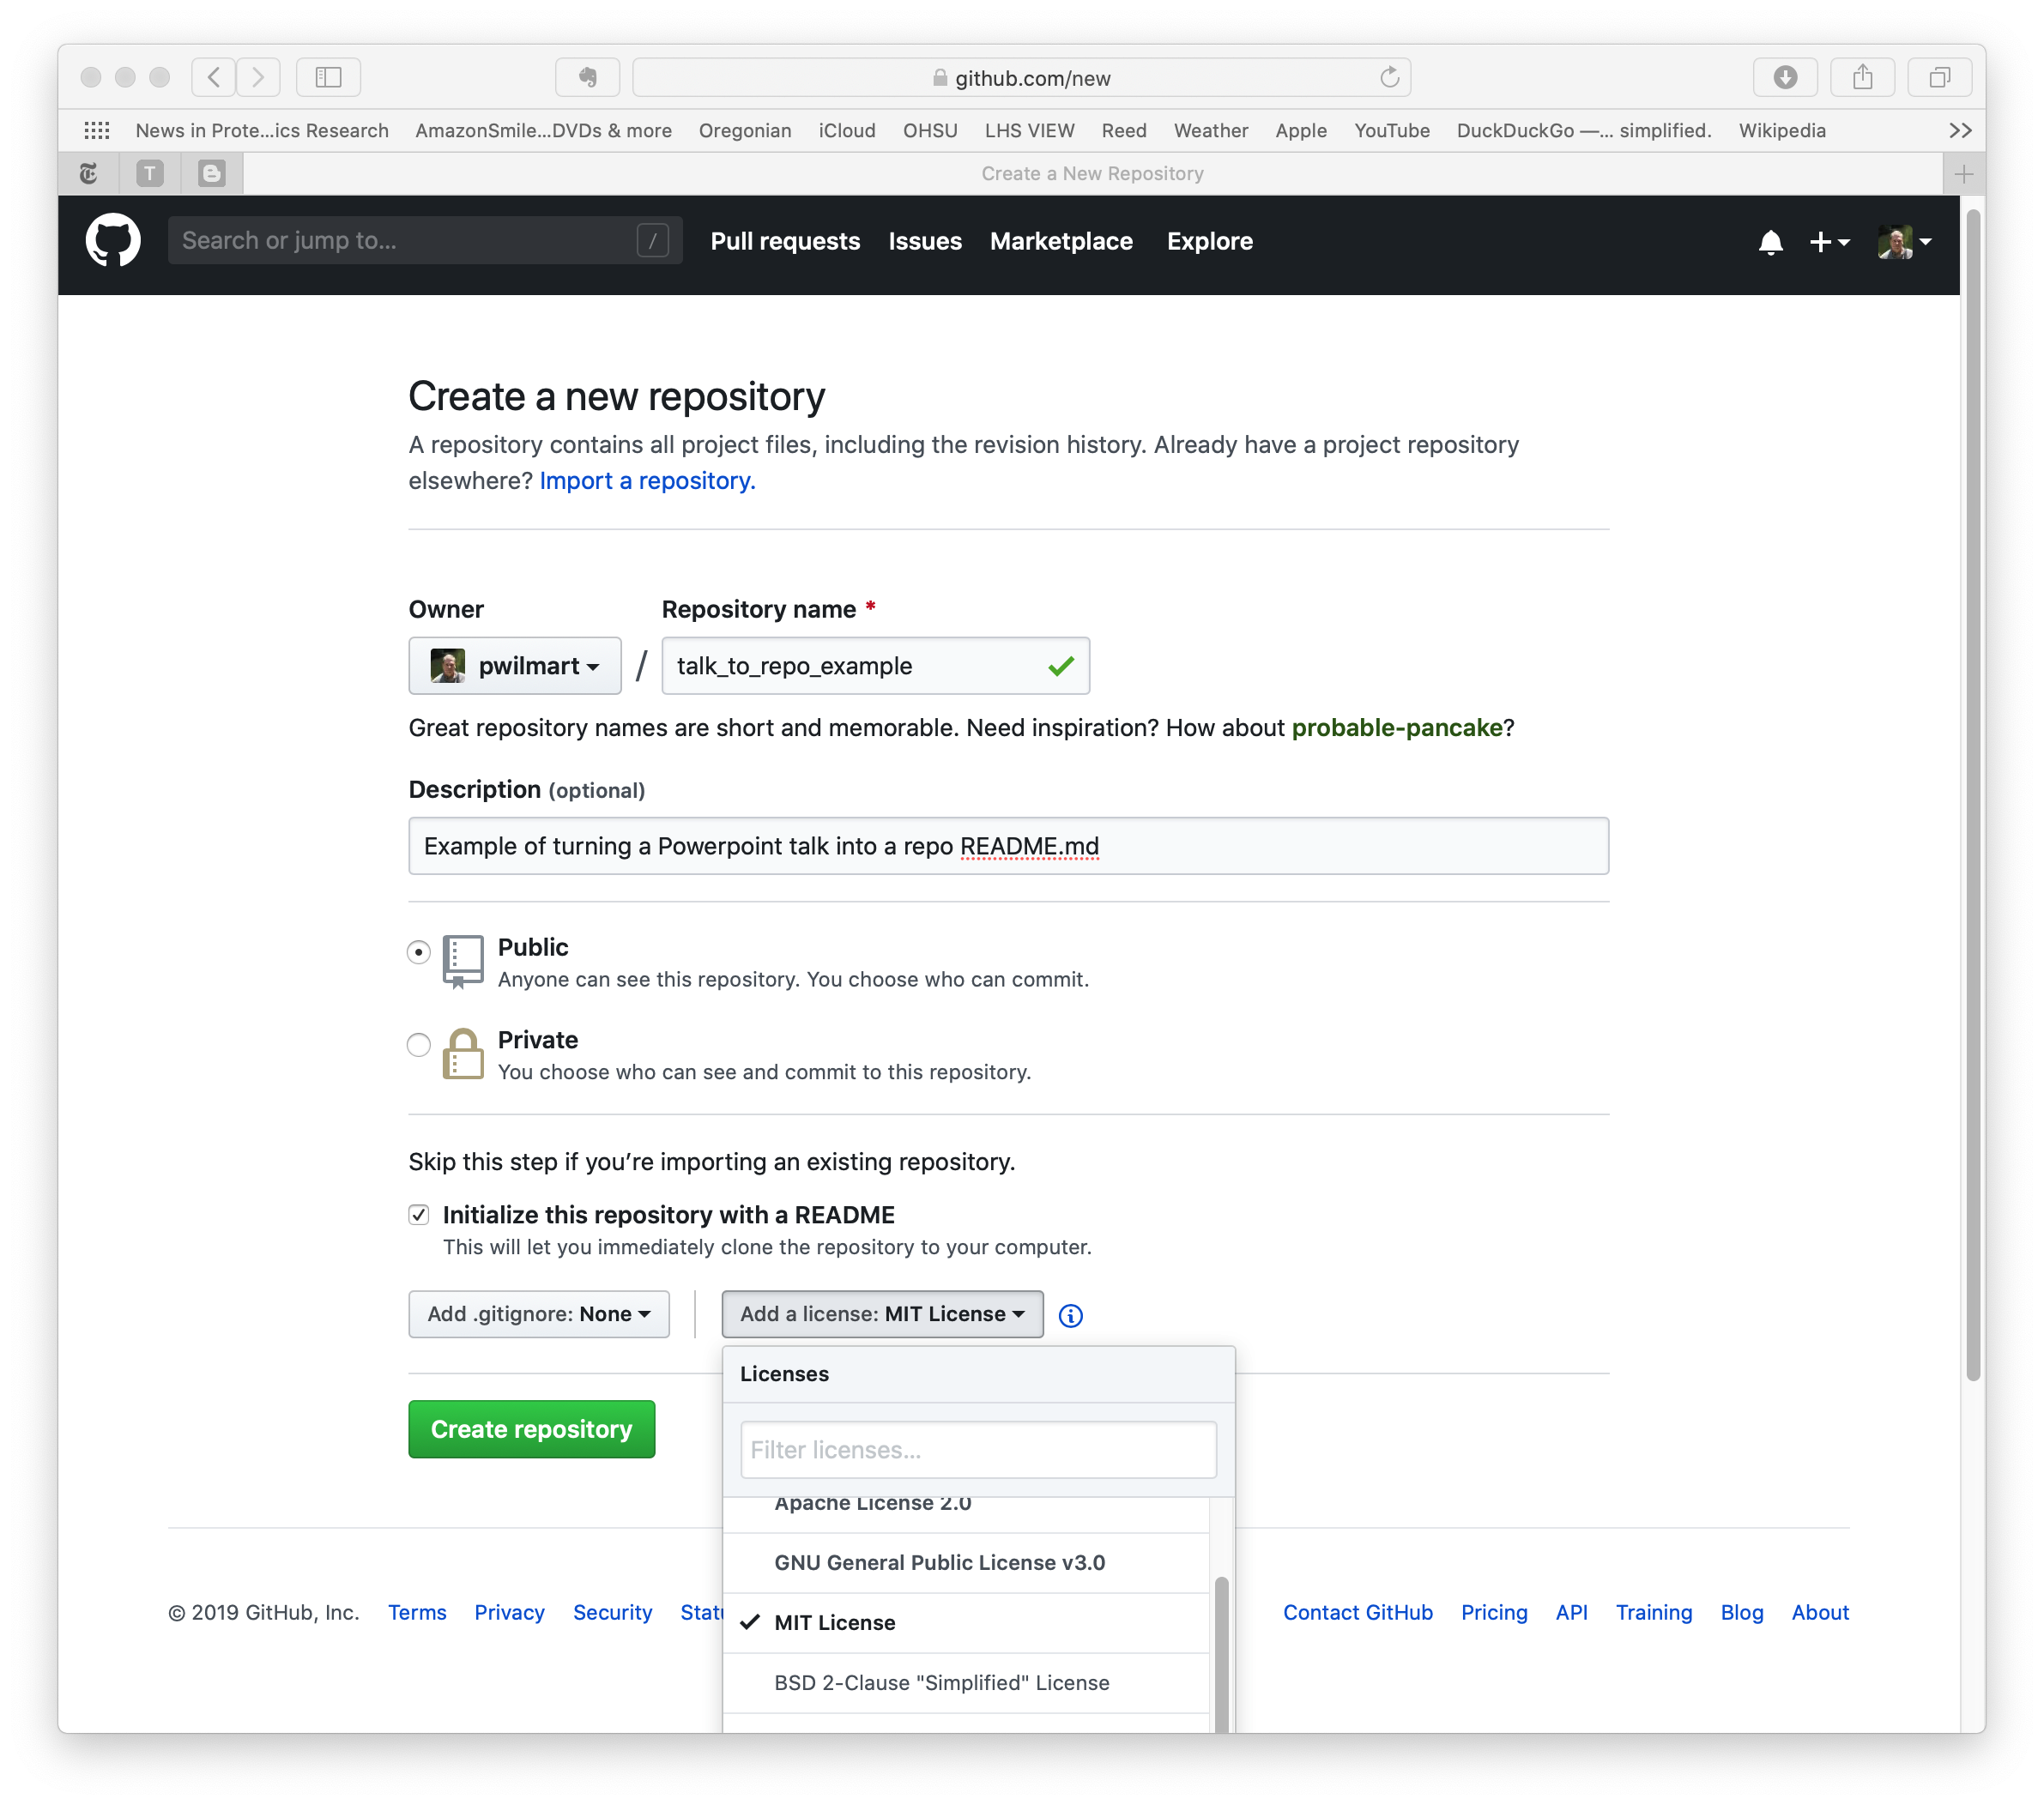 github.com/new
News in Prote...ics Research AmazonSmile...DVDs & more Oregonian iCloud OHSU LHS VIEW Reed Weather Apple YouTube DuckDuckGo —... simplified. Wikipedia >>
T Create a New Repository +
Search or jump to... / Pull requests Issues Marketplace Explore
Create a new repository
A repository contains all project files, including the revision history. Already have a project repository
elsewhere? Import a repository.
Owner Repository name *
pwilmart / talk_to_repo_example
Great repository names are short and memorable. Need inspiration? How about probable-pancake?
Description (optional)
Example of turning a Powerpoint talk into a repo README.md
Public
Anyone can see this repository. You choose who can commit.
Private
You choose who can see and commit to this repository.
Skip this step if you’re importing an existing repository.
Initialize this repository with a README
This will let you immediately clone the repository to your computer.
Add .gitignore: None Add a license: MIT License
Licenses
Create repository
Filter licenses...
Apache License 2.0
GNU General Public License v3.0
© 2019 GitHub, Inc. Terms Privacy Security Contact GitHub Pricing API Training Blog About
MIT License
BSD 2-Clause "Simplified" License